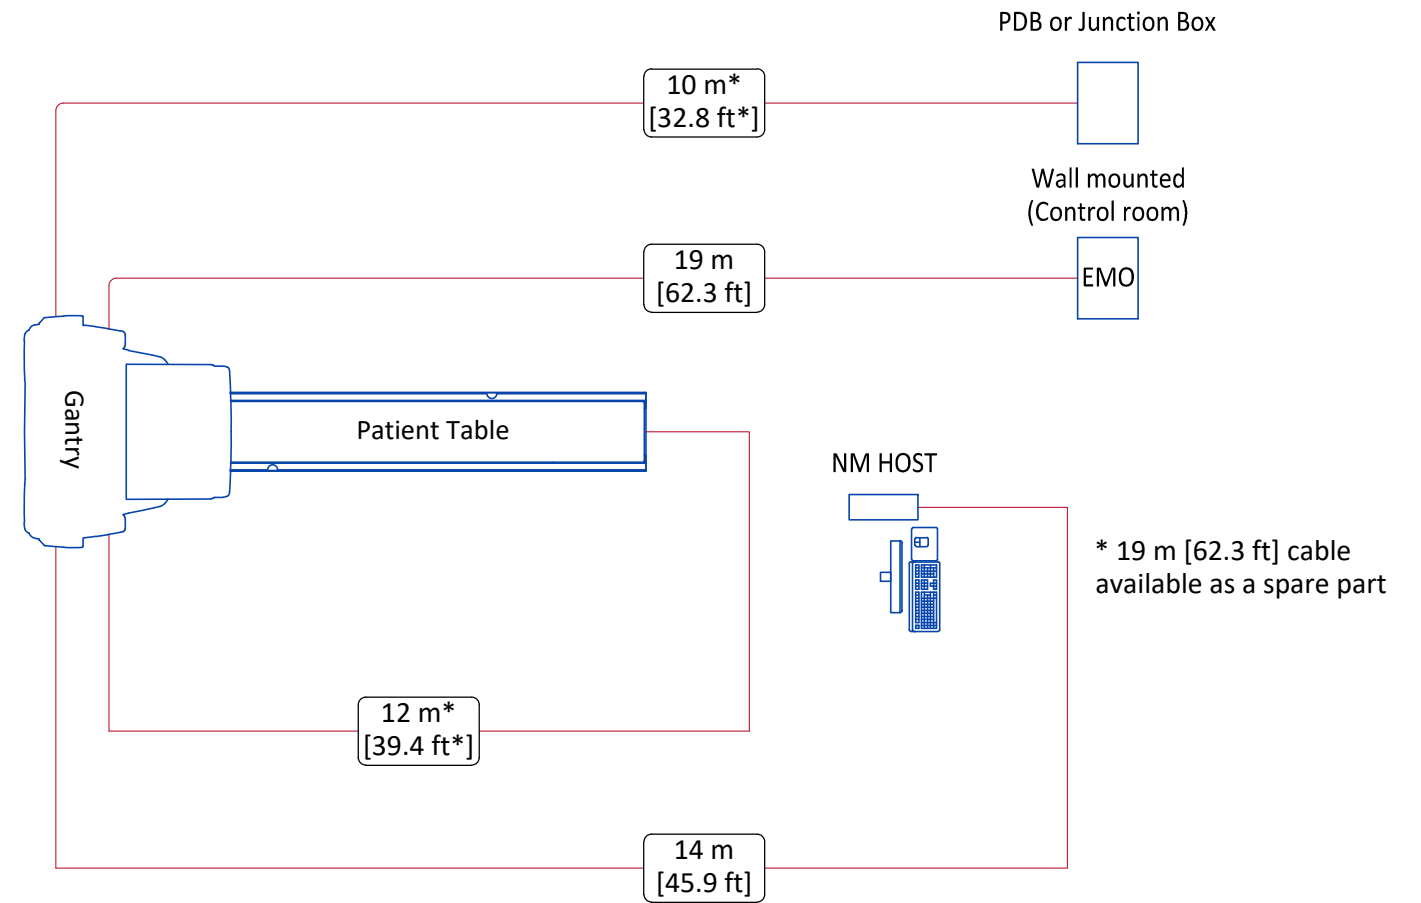 PDB or Junction Box
10 m*
[32.8 ft*]
Wall mounted
(Control room)
19 m
[62.3 ft]
EMO
Gantry
Patient Table
NM HOST
* 19 m [62.3 ft] cable
available as a spare part
12 m*
[39.4 ft*]
14 m
[45.9 ft]